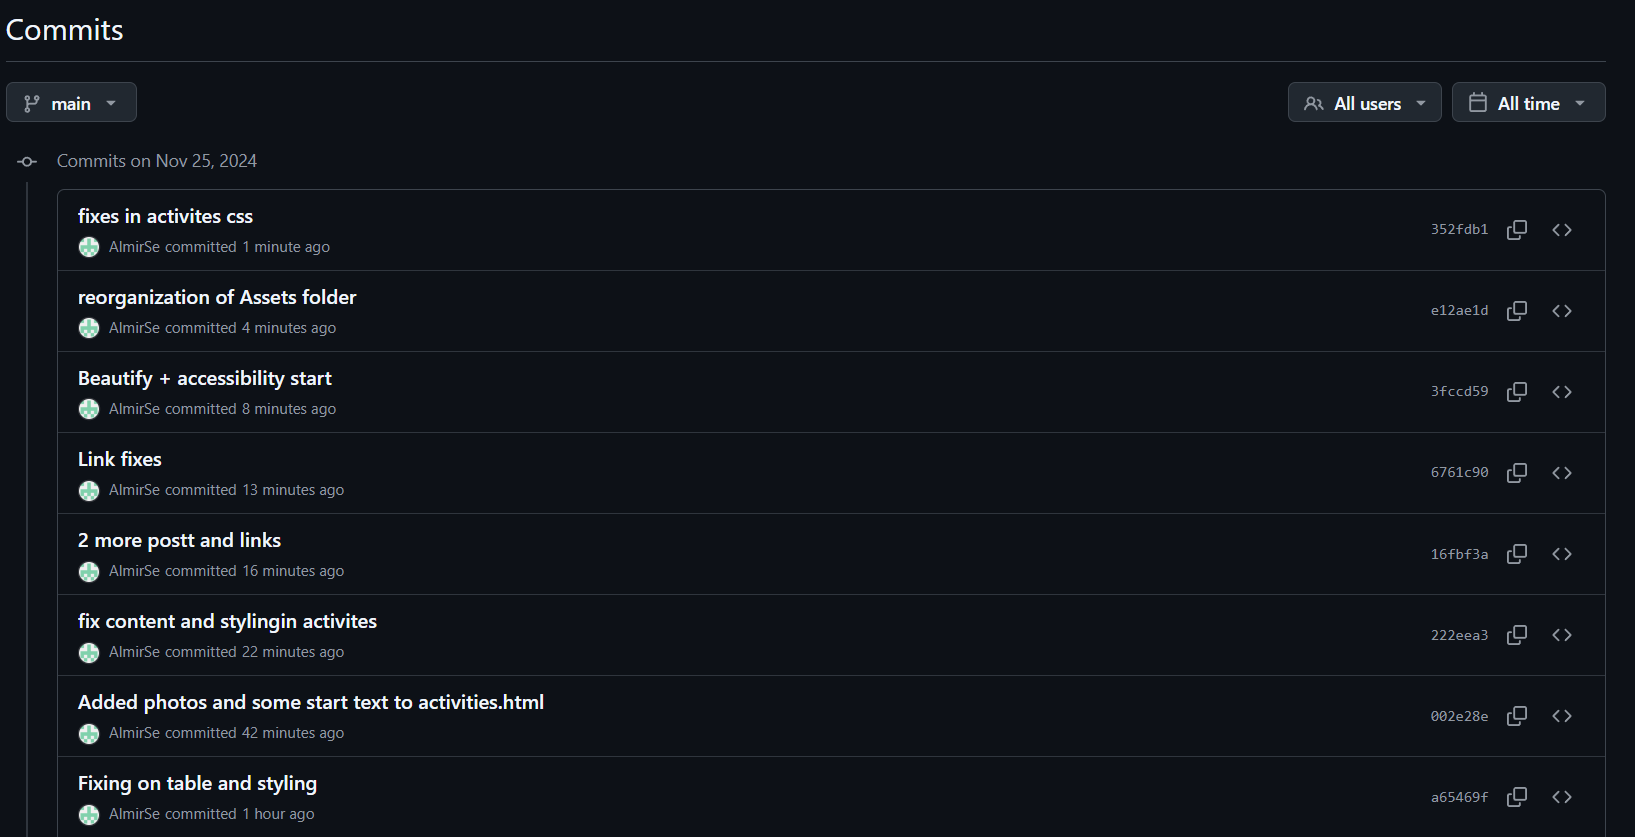 Commits
main
All users
All time
Commits on Nov 25, 2024
fixes in activites css
AlmirSe committed 1 minute ago
352fdb1
reorganization of Assets folder
AlmirSe committed 4 minutes ago
e12ae1d
Beautify + accessibility start
AlmirSe committed 8 minutes ago
3fccd59
Link fixes
AlmirSe committed 13 minutes ago
6761c90
2 more postt and links
AlmirSe committed 16 minutes ago
16fbf3a
fix content and stylingin activites
AlmirSe committed 22 minutes ago
222eea3
Added photos and some start text to activities.html
AlmirSe committed 42 minutes ago
002e28e
Fixing on table and styling
AlmirSe committed 1 hour ago
a65469f